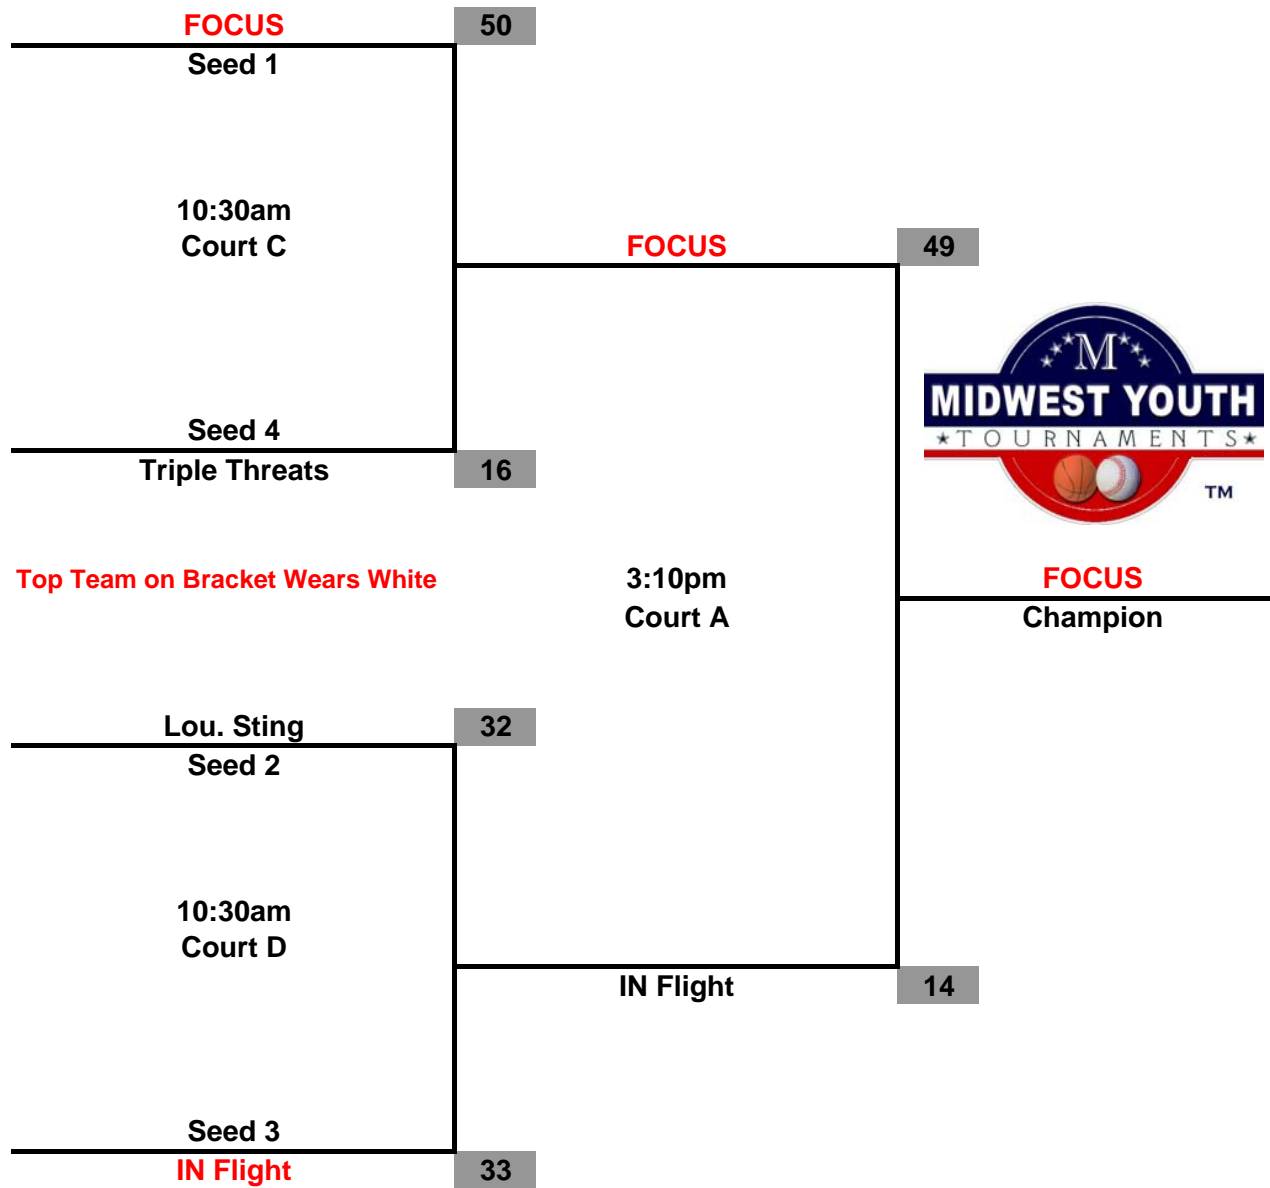 FOCUS 50
Seed 1
10:30am
Court C
FOCUS 49
M
MIDWEST YOUTH
★TOURNAMENTS★
TM
Seed 4
Triple Threats 16
Top Team on Bracket Wears White
3:10pm
Court A
FOCUS
Champion
Lou. Sting 32
Seed 2
10:30am
Court D
IN Flight 14
Seed 3
IN Flight 33